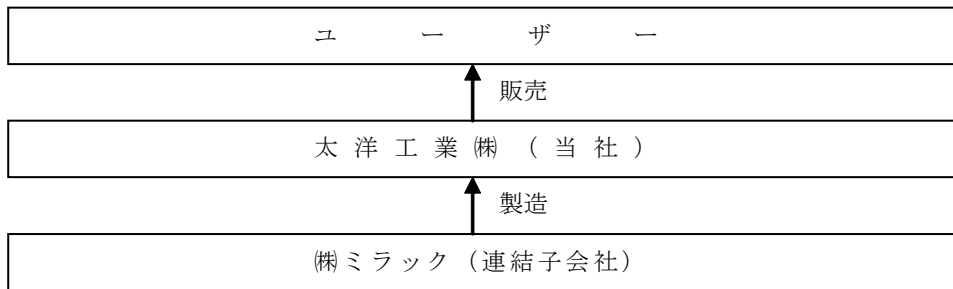 ユーザー
販売
太洋工業㈱（当社）
製造
㈱ミラック（連結子会社）